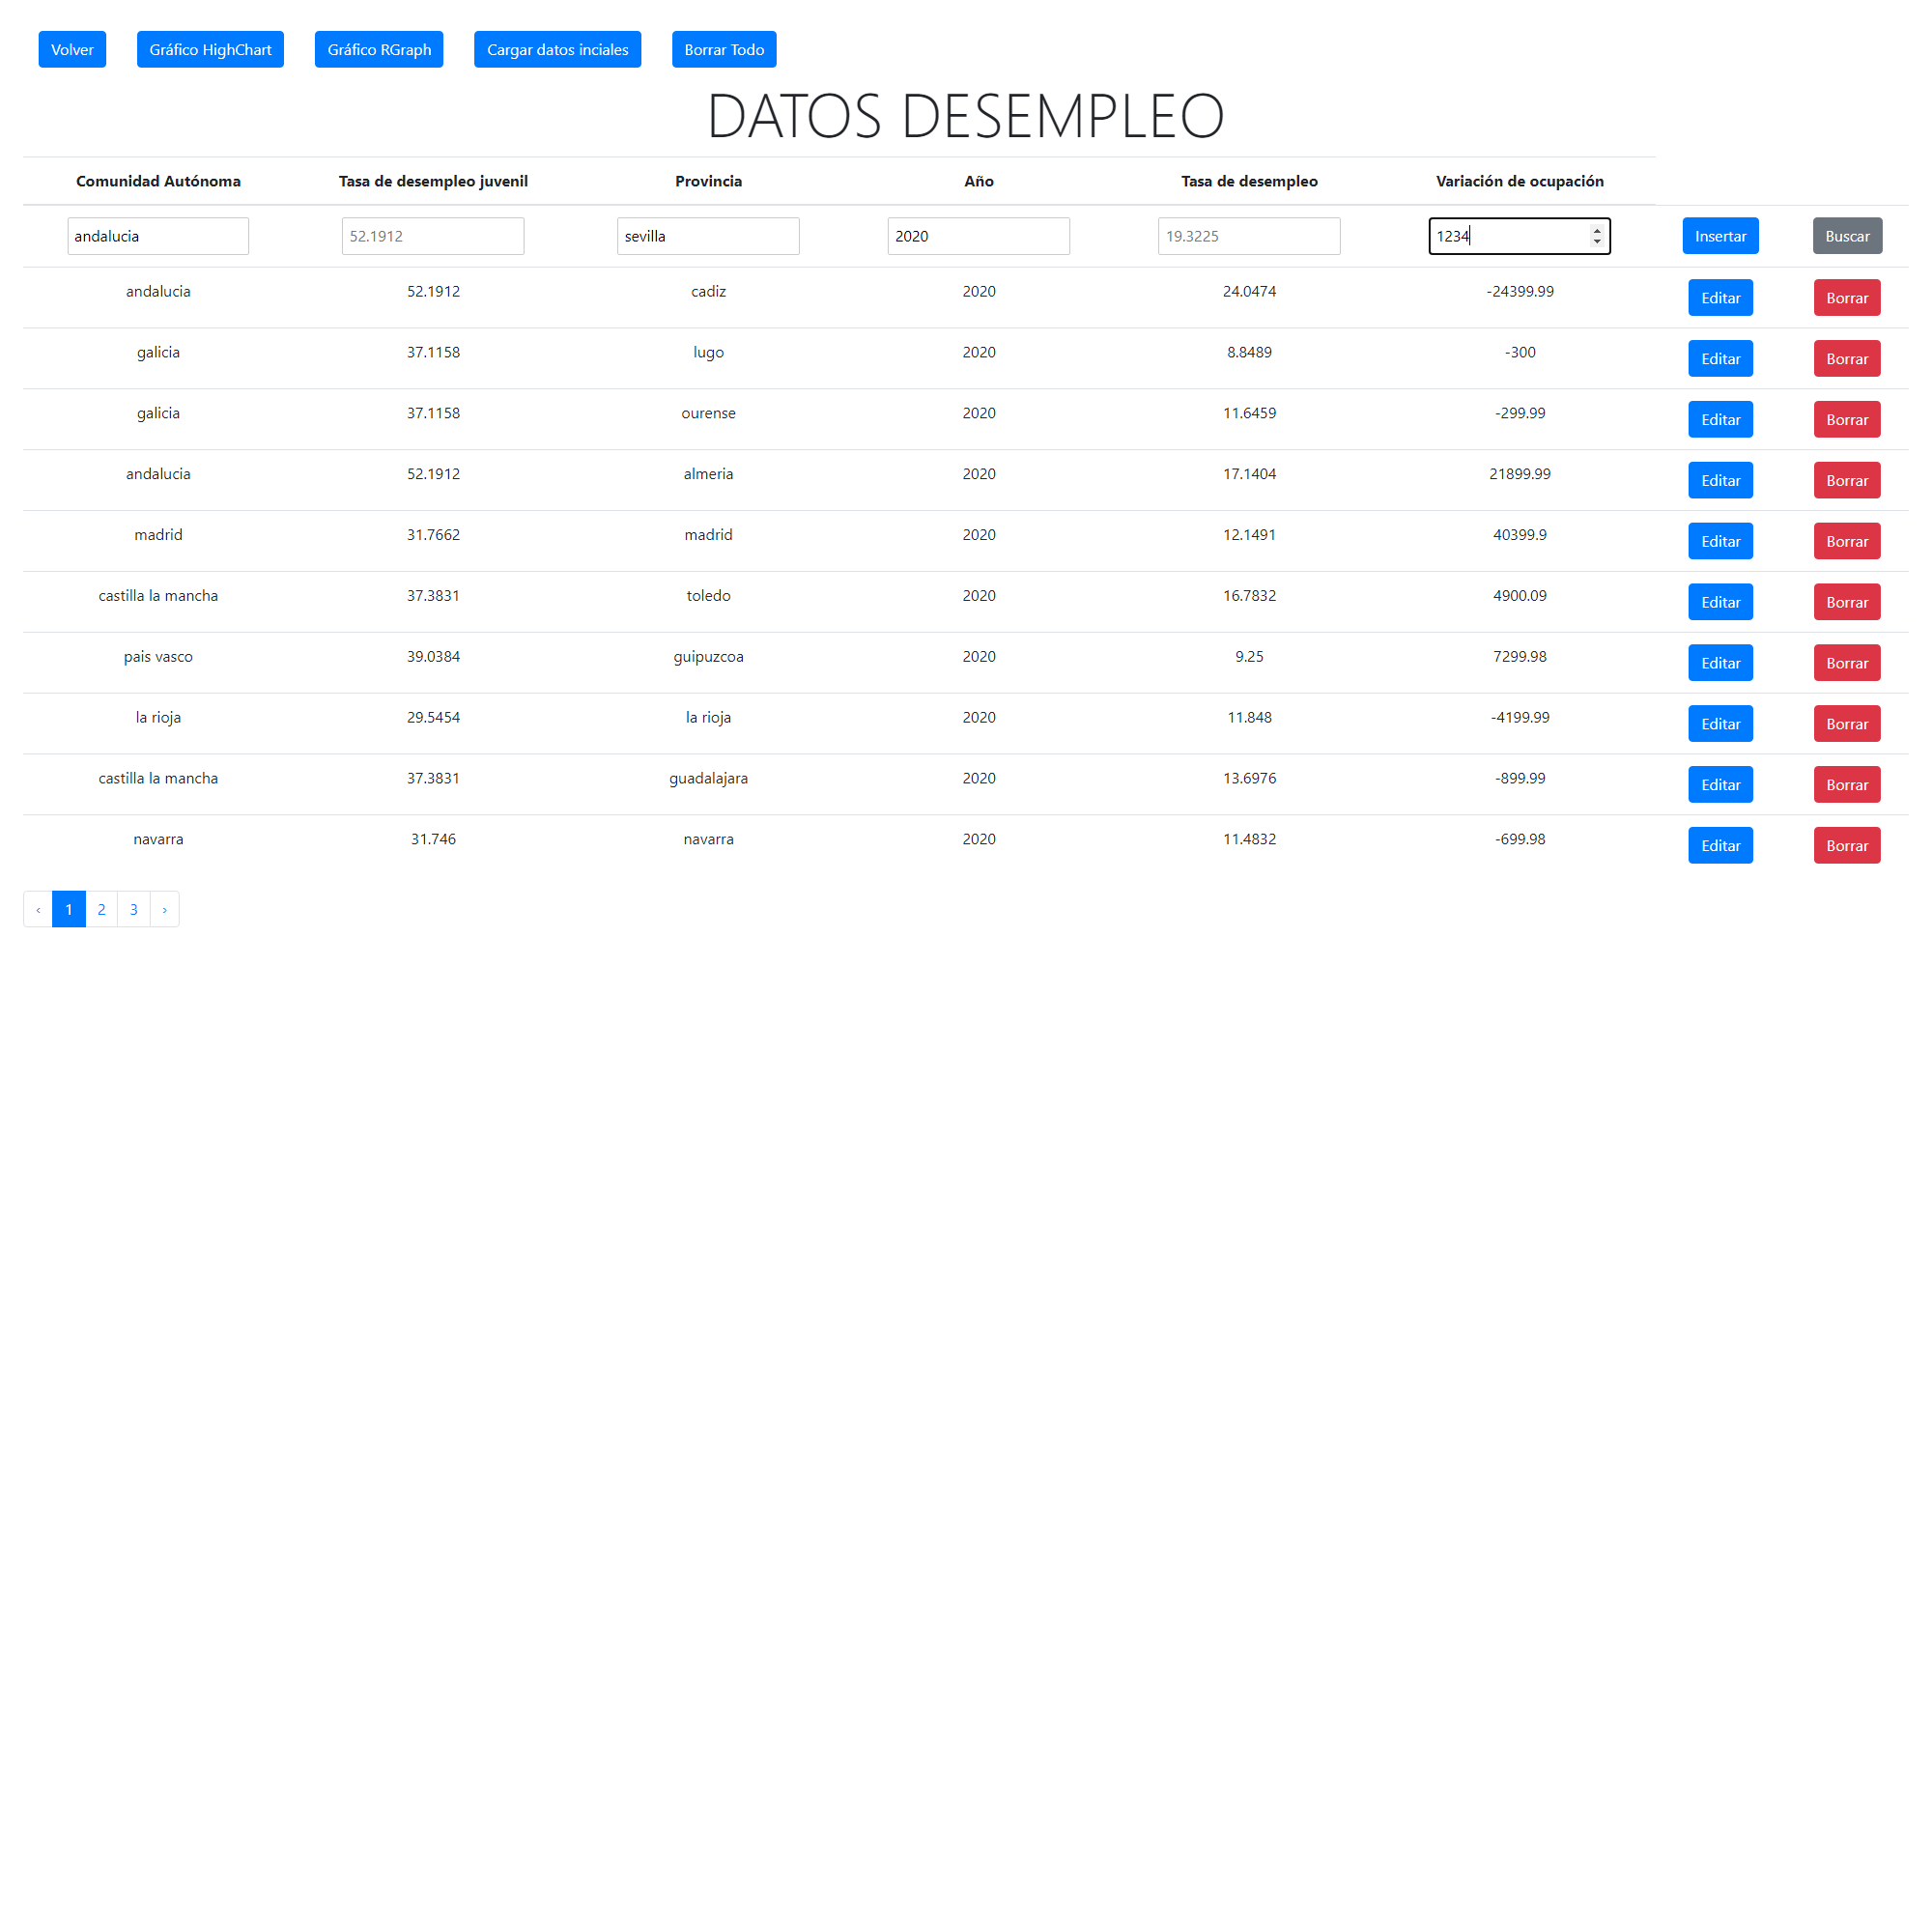 Volver Gráfico HighChart Gráfico RGraph Cargar datos inciales Borrar Todo
DATOS DESEMPLEO
Comunidad Autónoma Tasa de desempleo juvenil Provincia Año Tasa de desempleo Variación de ocupación
andalucia 52.1912 sevilla 2020 19.3225 1234 Insertar Buscar
andalucia 52.1912 cadiz 2020 24.0474 -24399.99 Editar Borrar
galicia 37.1158 lugo 2020 8.8489 -300 Editar Borrar
galicia 37.1158 ourense 2020 11.6459 -299.99 Editar Borrar
andalucia 52.1912 almeria 2020 17.1404 21899.99 Editar Borrar
madrid 31.7662 madrid 2020 12.1491 40399.9 Editar Borrar
castilla la mancha 37.3831 toledo 2020 16.7832 4900.09 Editar Borrar
pais vasco 39.0384 guipuzcoa 2020 9.25 7299.98 Editar Borrar
la rioja 29.5454 la rioja 2020 11.848 -4199.99 Editar Borrar
castilla la mancha 37.3831 guadalajara 2020 13.6976 -899.99 Editar Borrar
navarra 31.746 navarra 2020 11.4832 -699.98 Editar Borrar
‹ 1 2 3 ›